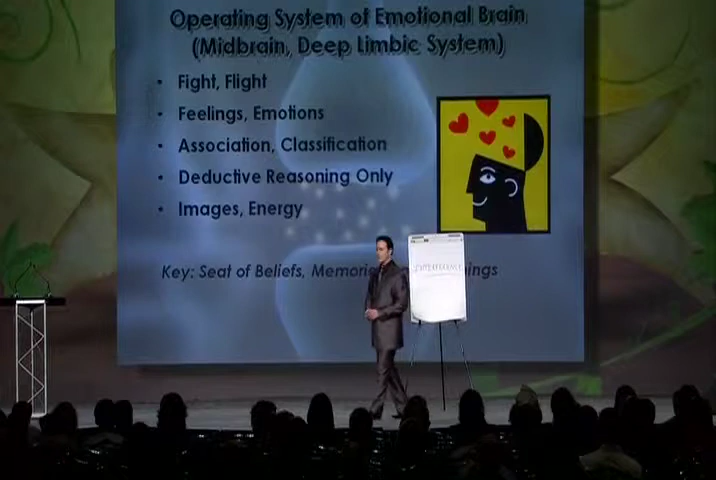 Operating System of Emotional Brain
(Midbrain, Deep Limbic System)
• Fight, Flight
• Feelings, Emotions
• Association, Classification
• Deductive Reasoning Only
• Images, Energy
Key: Seat of Beliefs, Memorie